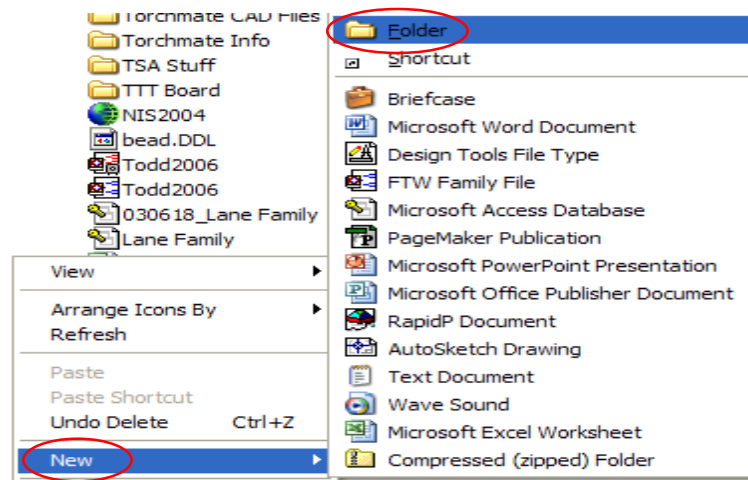 Torchmate CAD Files
Torchmate Info
TSA Stuff
TTT Board
NIS2004
bead.DDL
Todd2006
Todd2006
030618_Lane Family
Lane Family
View
Arrange Icons By
Refresh
Paste
Paste Shortcut
Undo Delete Ctrl+Z
New
Folder
Shortcut
Briefcase
Microsoft Word Document
Design Tools File Type
FTW Family File
Microsoft Access Database
PageMaker Publication
Microsoft PowerPoint Presentation
Microsoft Office Publisher Document
RapidP Document
AutoSketch Drawing
Text Document
Wave Sound
Microsoft Excel Worksheet
Compressed (zipped) Folder